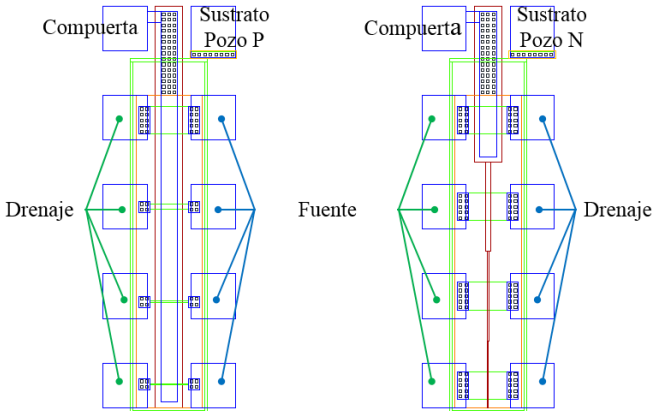 Compuerta
Sustrato
Pozo P
Drenaje
Compuerta
Sustrato
Pozo N
Fuente
Drenaje